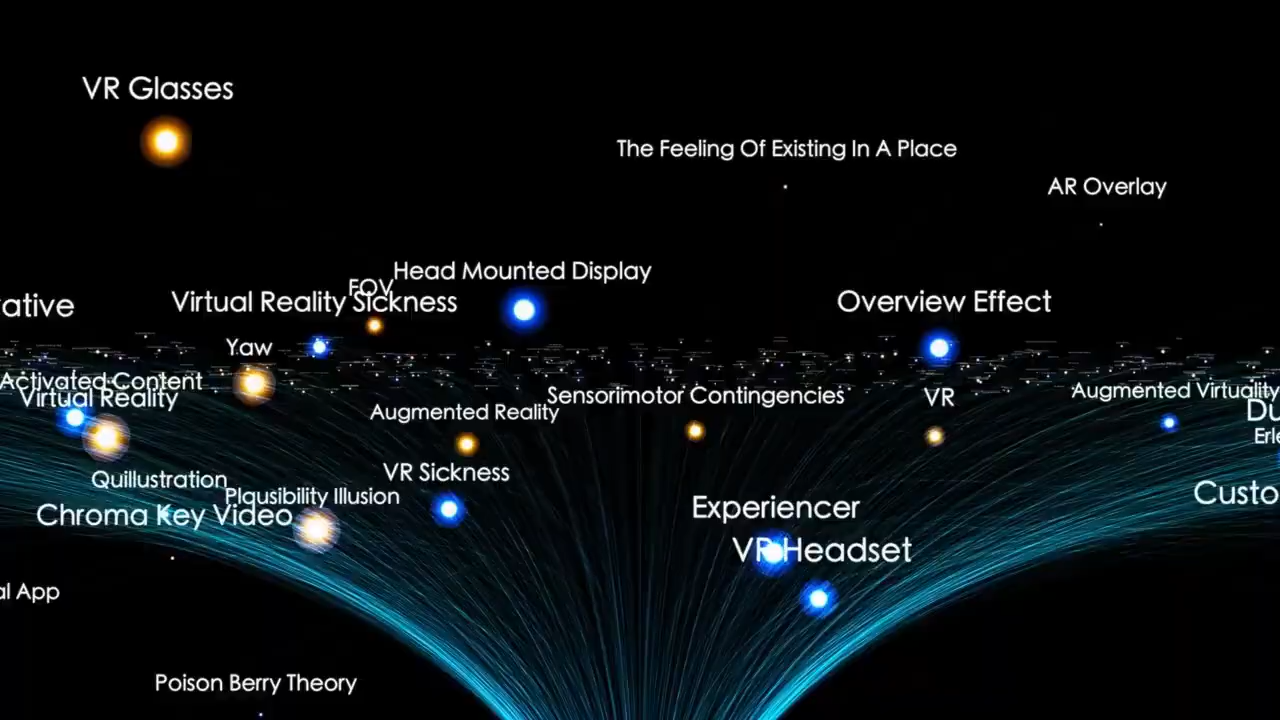 VR Glasses
The Feeling Of Existing In A Place
AR Overlay
Head Mounted Display
FOV
Virtual Reality Sickness
Overview Effect
Yaw
Activated Content
Virtual Reality
Augmented Reality
Sensorimotor Contingencies
VR
Augmented Virtuality
VR Sickness
Quillustration
Plausibility Illusion
Chroma Key Video
Experiencer
VR Headset
App
Poison Berry Theory